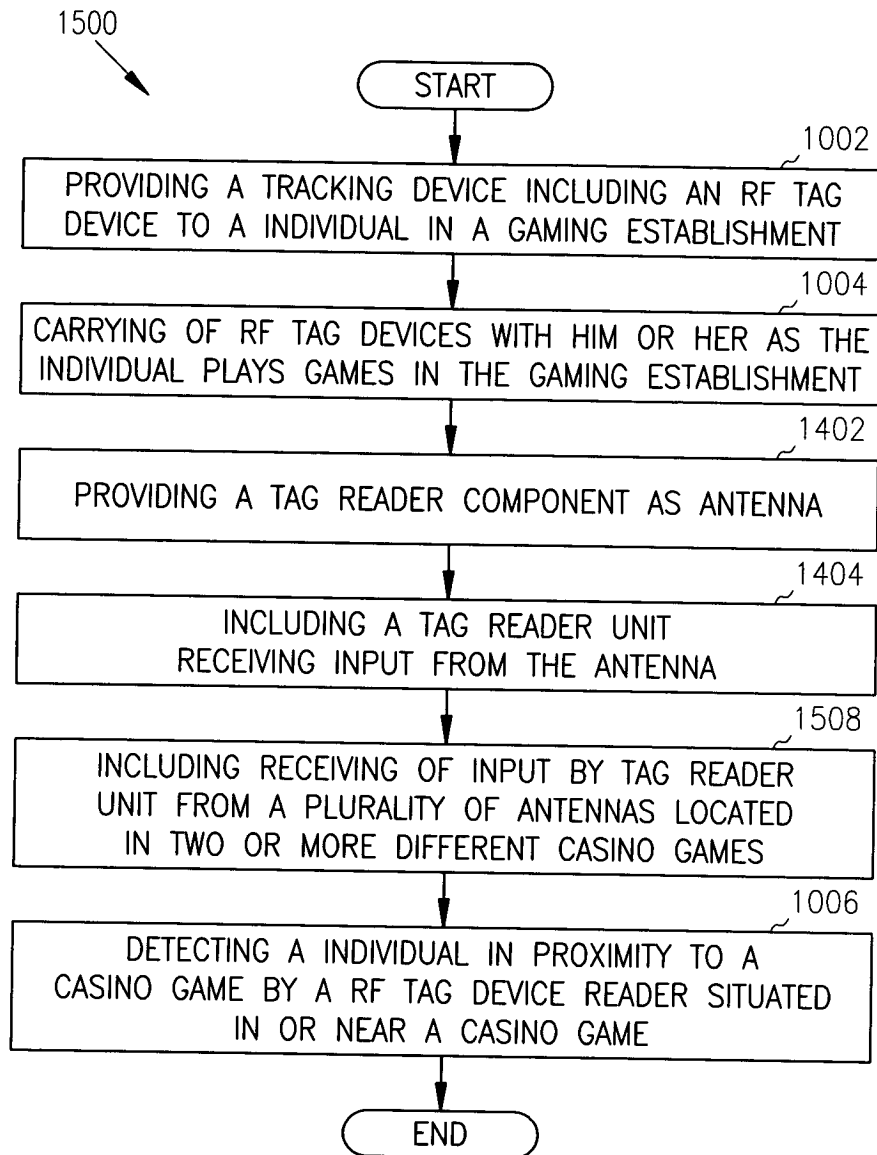 1500
START
1002
PROVIDING A TRACKING DEVICE INCLUDING AN RF TAG
DEVICE TO A INDIVIDUAL IN A GAMING ESTABLISHMENT
1004
CARRYING OF RF TAG DEVICES WITH HIM OR HER AS THE
INDIVIDUAL PLAYS GAMES IN THE GAMING ESTABLISHMENT
1402
PROVIDING A TAG READER COMPONENT AS ANTENNA
1404
INCLUDING A TAG READER UNIT
RECEIVING INPUT FROM THE ANTENNA
1508
INCLUDING RECEIVING OF INPUT BY TAG READER
UNIT FROM A PLURALITY OF ANTENNAS LOCATED
IN TWO OR MORE DIFFERENT CASINO GAMES
1006
DETECTING A INDIVIDUAL IN PROXIMITY TO A
CASINO GAME BY A RF TAG DEVICE READER SITUATED
IN OR NEAR A CASINO GAME
END